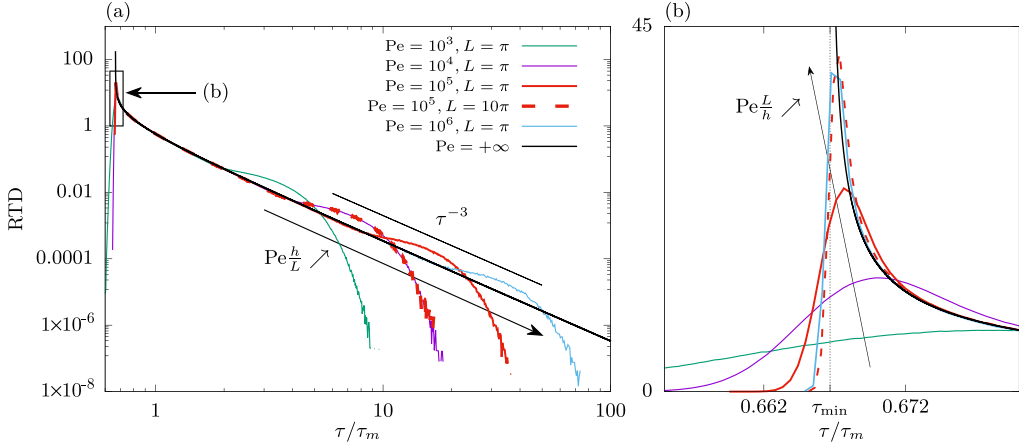 (a)
RTD
100
1
0.01
0.0001
1×10⁻⁶
1×10⁻⁸
1
10
100
τ/τₘ
(b)
Pe = 10³, L = π
Pe = 10⁴, L = π
Pe = 10⁵, L = π
Pe = 10⁵, L = 10π
Pe = 10⁶, L = π
Pe = +∞
τ⁻³
Pe h/L ↗
(b)
45
0
0.662
τₘᵢₙ
0.672
τ/τₘ
Pe L/h ↗